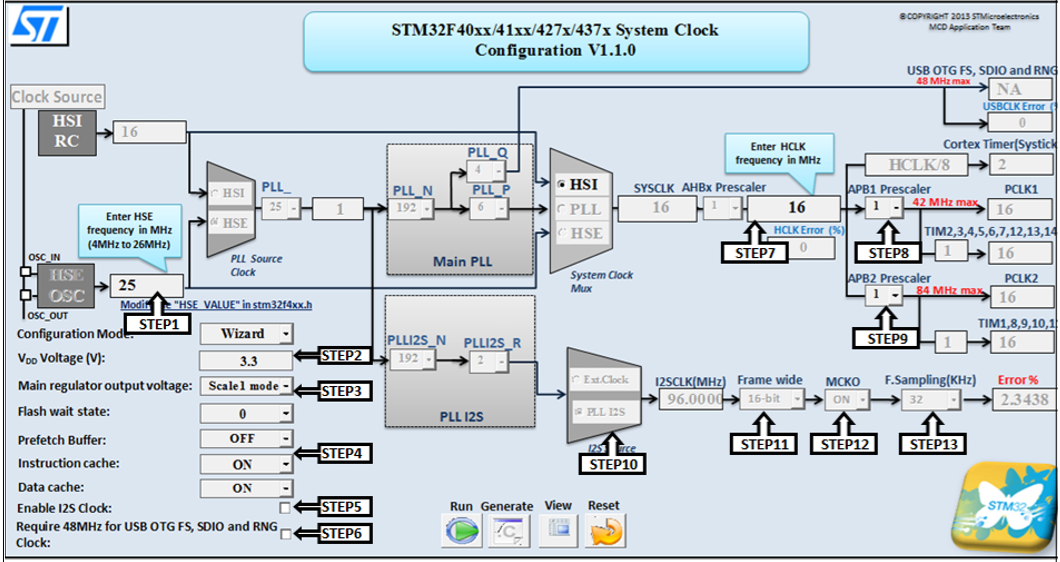 ST
STM32F40xx/41xx/427x/437x System Clock
Configuration V1.1.0
©COPYRIGHT 2013 STMicroelectronics
MCD Application Team
USB OTG FS, SDIO and RNG
48 MHz max
NA
USBCLK Error (%
0
Clock Source
HSI
RC
16
Enter HSE
frequency in MHz
(4MHz to 26MHz)
HSI
HSE
PLL Source
Clock
PLL_
25
1
PLL_Q
4
PLL_N
192
PLL_P
6
Main PLL
HSI
PLL
HSE
System Clock
Mux
SYSCLK
16
AHBx Prescaler
1
Enter HCLK
frequency in MHz
16
STEP7
HCLK Error (%)
0
HCLK/8
Cortex Timer(Systick
2
APB1 Prescaler
1
42 MHz max
PCLK1
16
STEP8
TIM2,3,4,5,6,7,12,13,14
1
16
APB2 Prescaler
1
84 MHz max
PCLK2
16
STEP9
TIM1,8,9,10,1
1
16
OSC_IN
HSE
OSC
OSC_OUT
25
"HSE_VALUE" in stm32f4xx.h
STEP1
Configuration Mode:
Wizard
VDD Voltage (V):
3.3
STEP2
Main regulator output voltage:
Scale1 mode
STEP3
Flash wait state:
0
Prefetch Buffer:
OFF
STEP4
Instruction cache:
ON
Data cache:
ON
Enable I2S Clock:
STEP5
Require 48MHz for USB OTG FS, SDIO and RNG
Clock:
STEP6
PLLI2S_N
192
PLLI2S_R
2
PLL I2S
Ext.Clock
PLL I2S
STEP10
I2SCLK(MHz)
96.0000
Frame wide
16-bit
STEP11
MCKO
ON
STEP12
F.Sampling(KHz)
32
STEP13
Error %
2.3438
Run
Generate
View
Reset
STM32